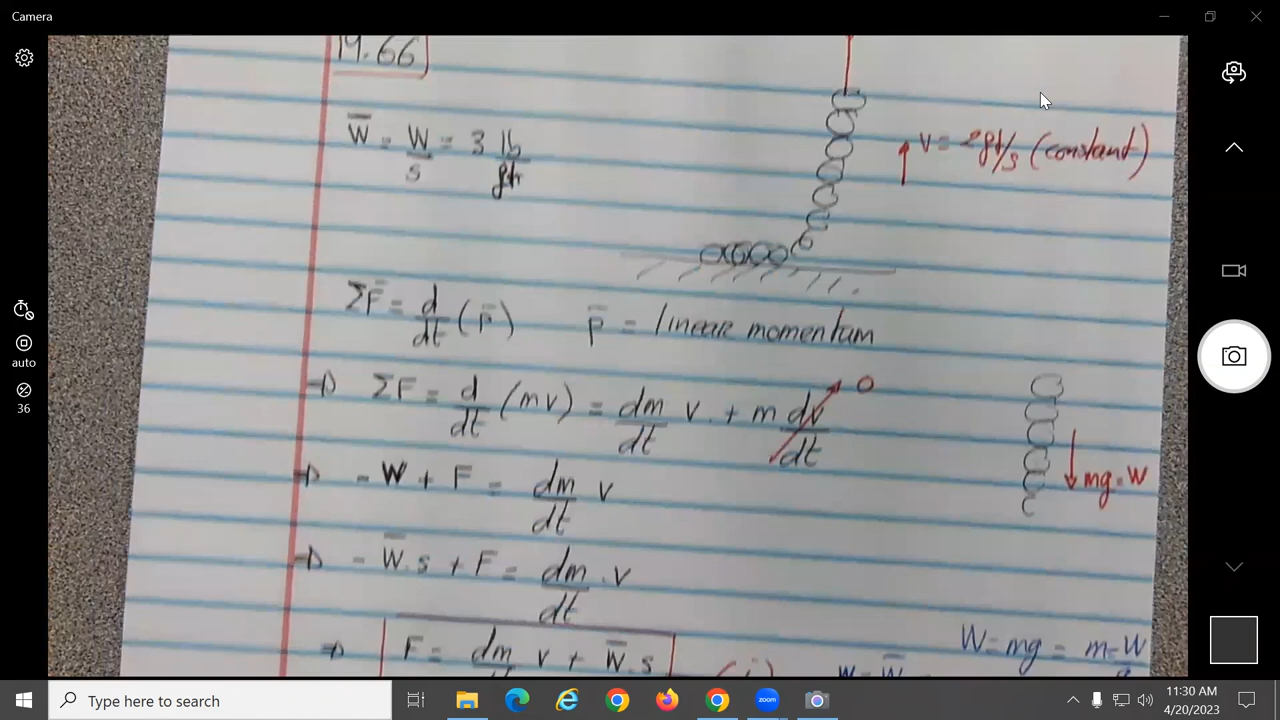 Camera
19.66
W̄ = W/s = 3 lb/ft
v = 2ft/s (constant)
ΣF̄ = d/dt (p̄) p̄ = linear momentum
⇒ ΣF = d/dt (mv) = dm/dt v + m dv/dt 0
⇒ -W + F = dm/dt v
mg = W
⇒ -W̄.s + F = dm/dt . v
⇒ F = dm/dt v + W̄.s (i)
W = mg = m = W
auto
36
Type here to search
zoom
11:30 AM
4/20/2023